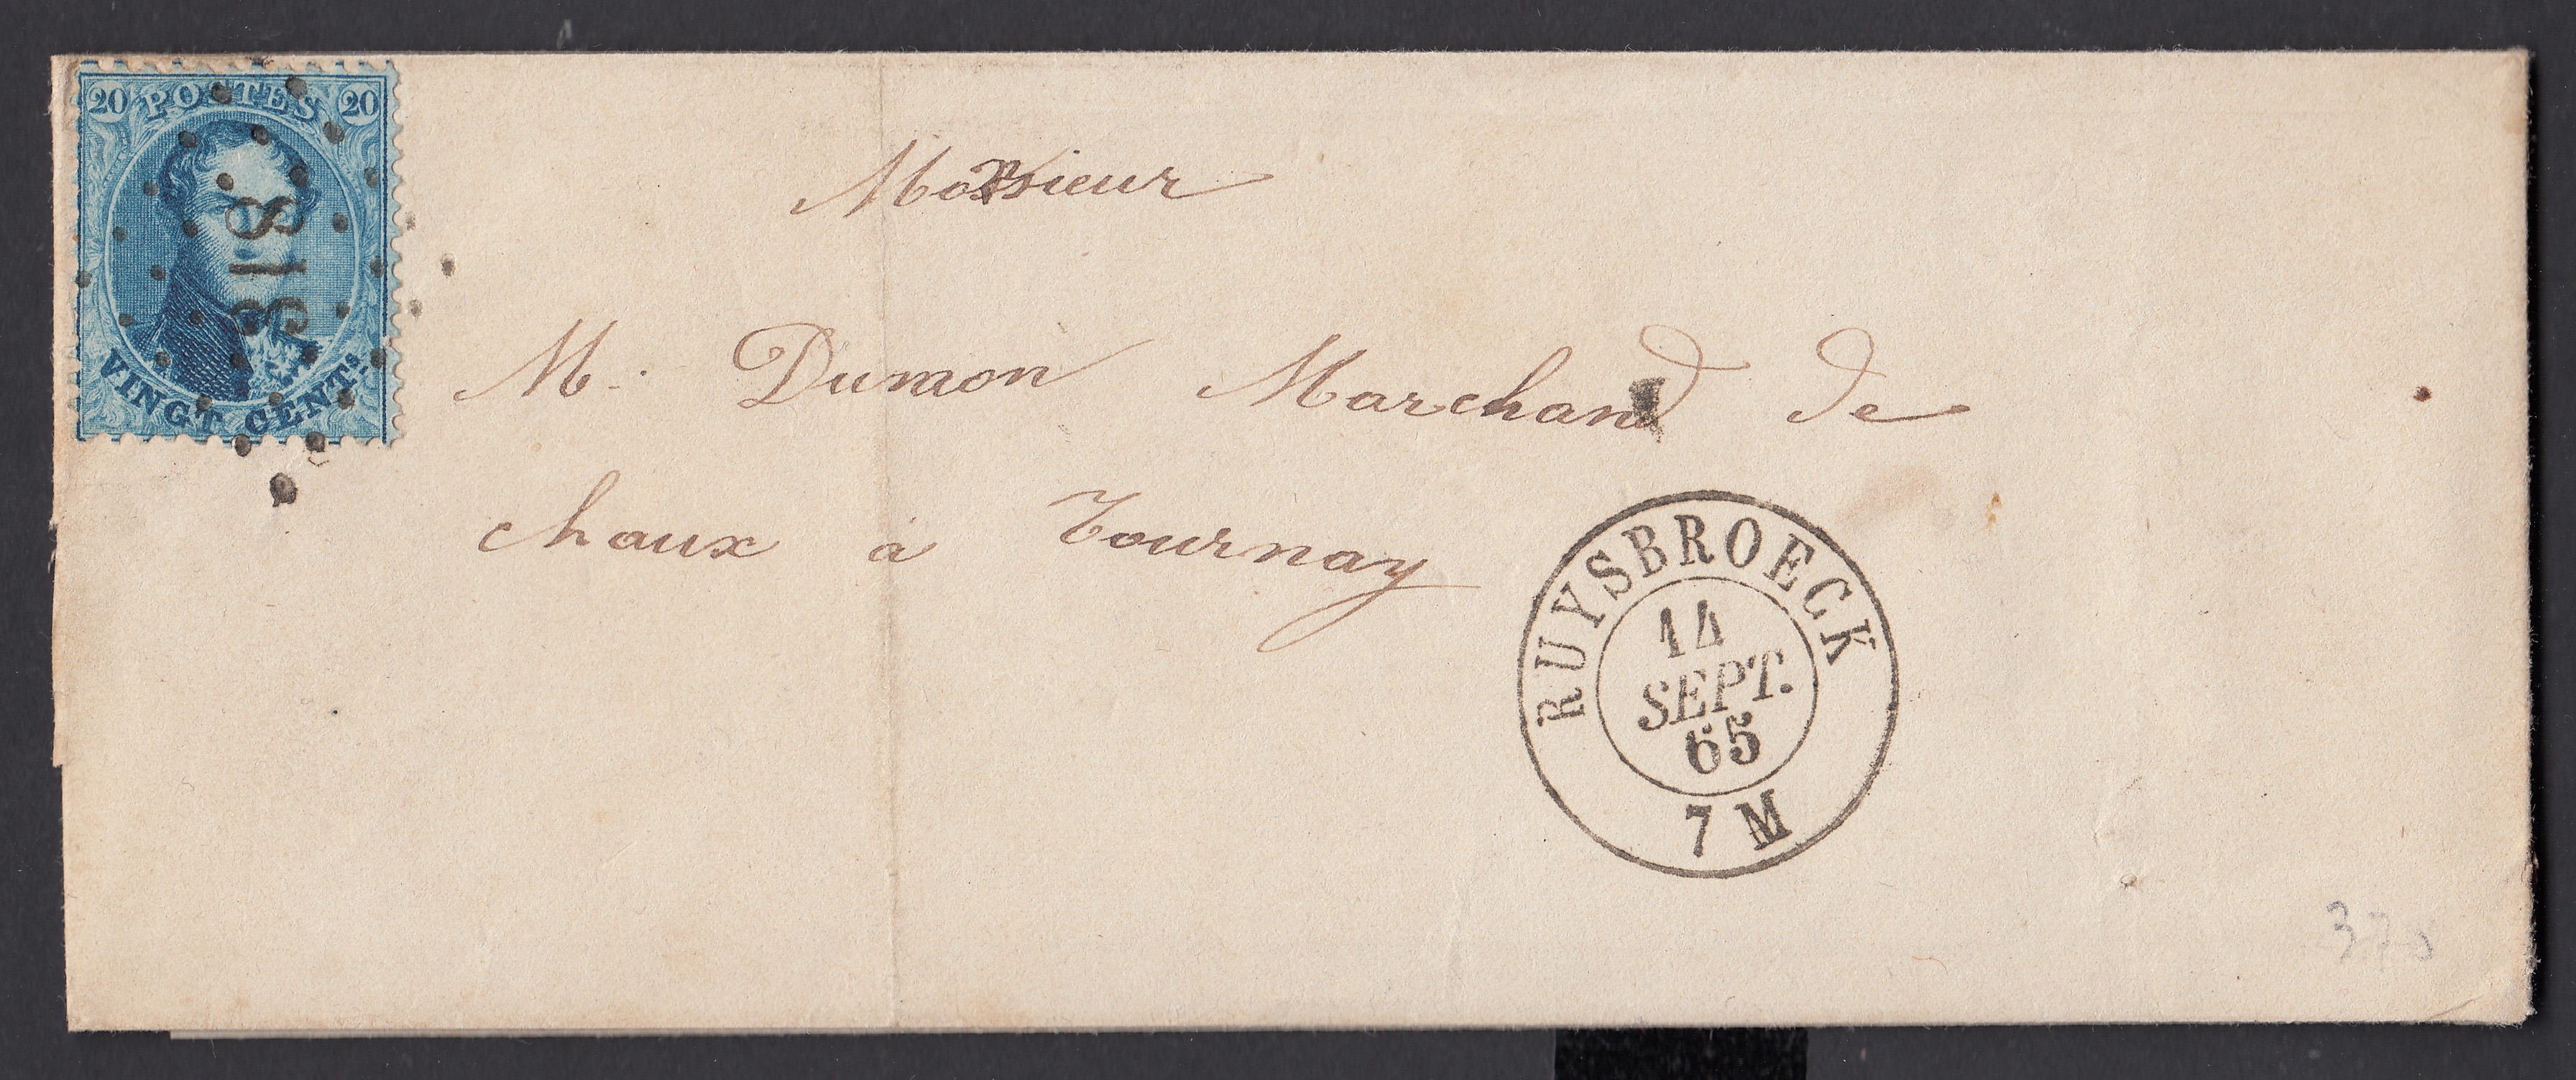 20 POSTES 20
318
VINGT CENTS
Monsieur
M. Dumon Marchand de
chaux a Tournay
RUYSBROECK
14
SEPT.
65
7 M